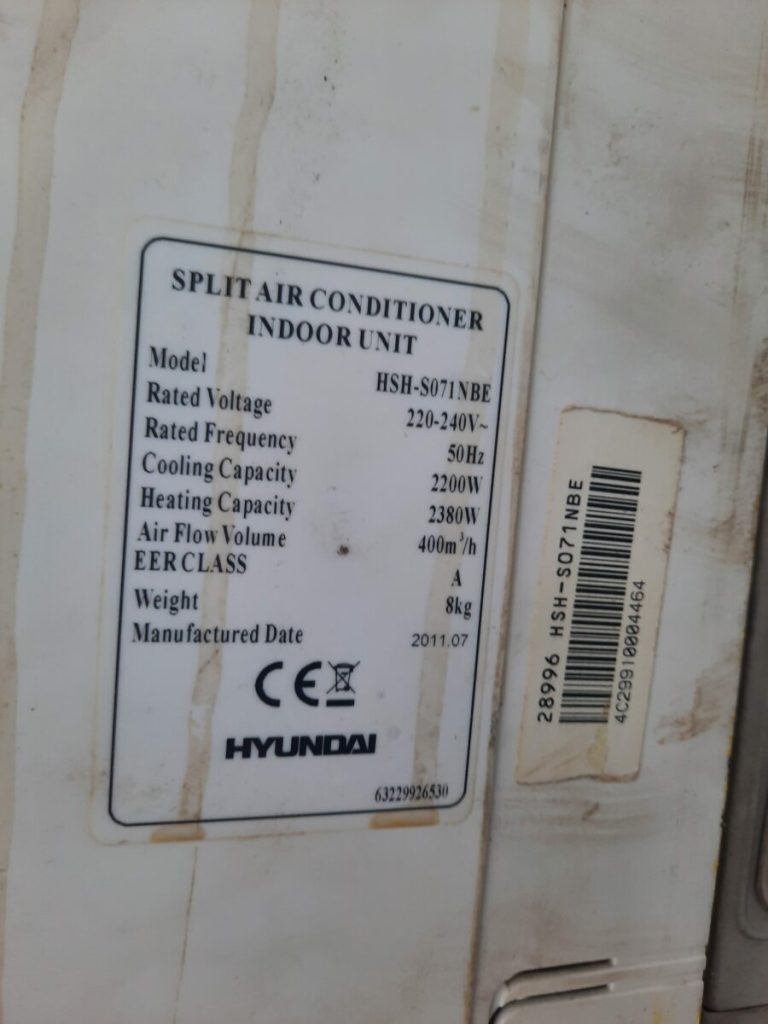 SPLIT AIR CONDITIONER
INDOOR UNIT
Model HSH-S071NBE
Rated Voltage 220-240V~
Rated Frequency 50Hz
Cooling Capacity 2200W
Heating Capacity 2380W
Air Flow Volume 400m³/h
EER CLASS A
Weight 8kg
Manufactured Date 2011.07
CE
HYUNDAI
63229926530
28996 HSH-S071NBE
4C29910004464